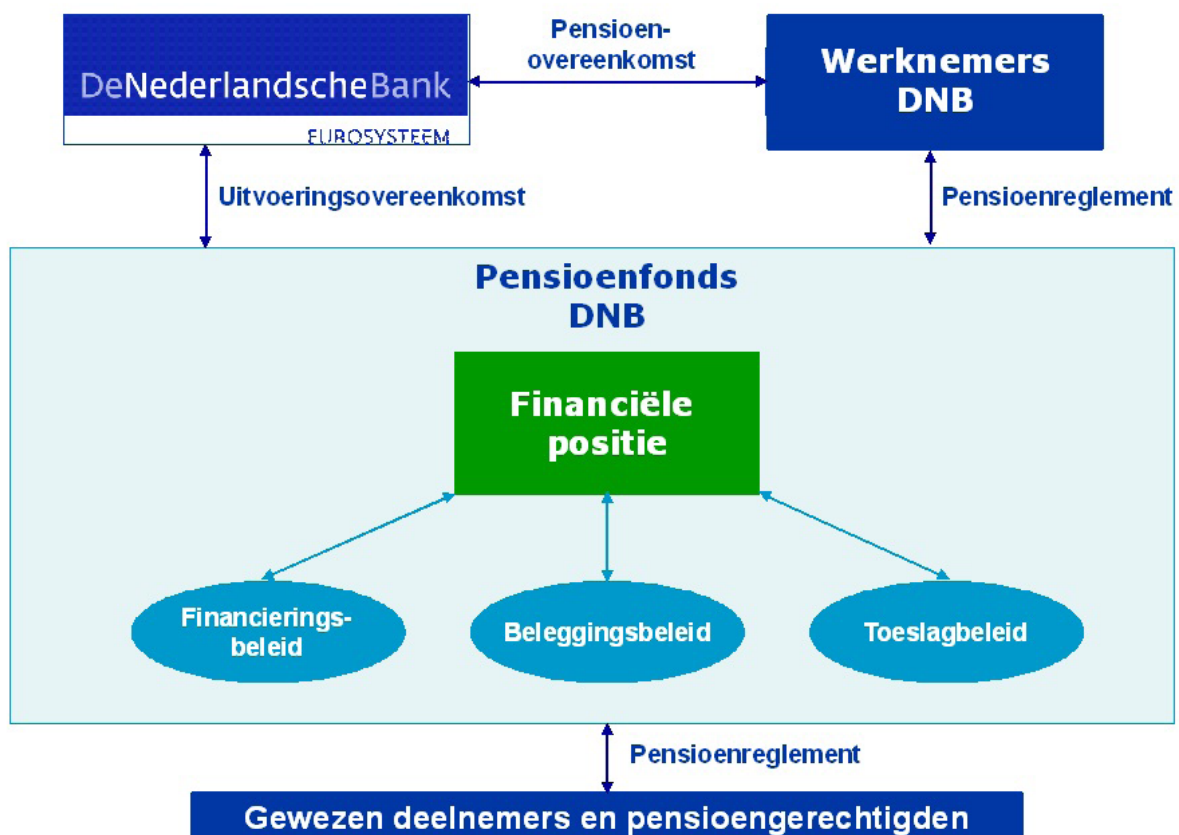 DeNederlandscheBank
EUROSYSTEEM
Pensioen-
overeenkomst
Werknemers
DNB
Uitvoeringsovereenkomst
Pensioenreglement
Pensioenfonds
DNB
Financiële
positie
Financierings-
beleid
Beleggingsbeleid
Toeslagbeleid
Pensioenreglement
Gewezen deelnemers en pensioengerechtigden